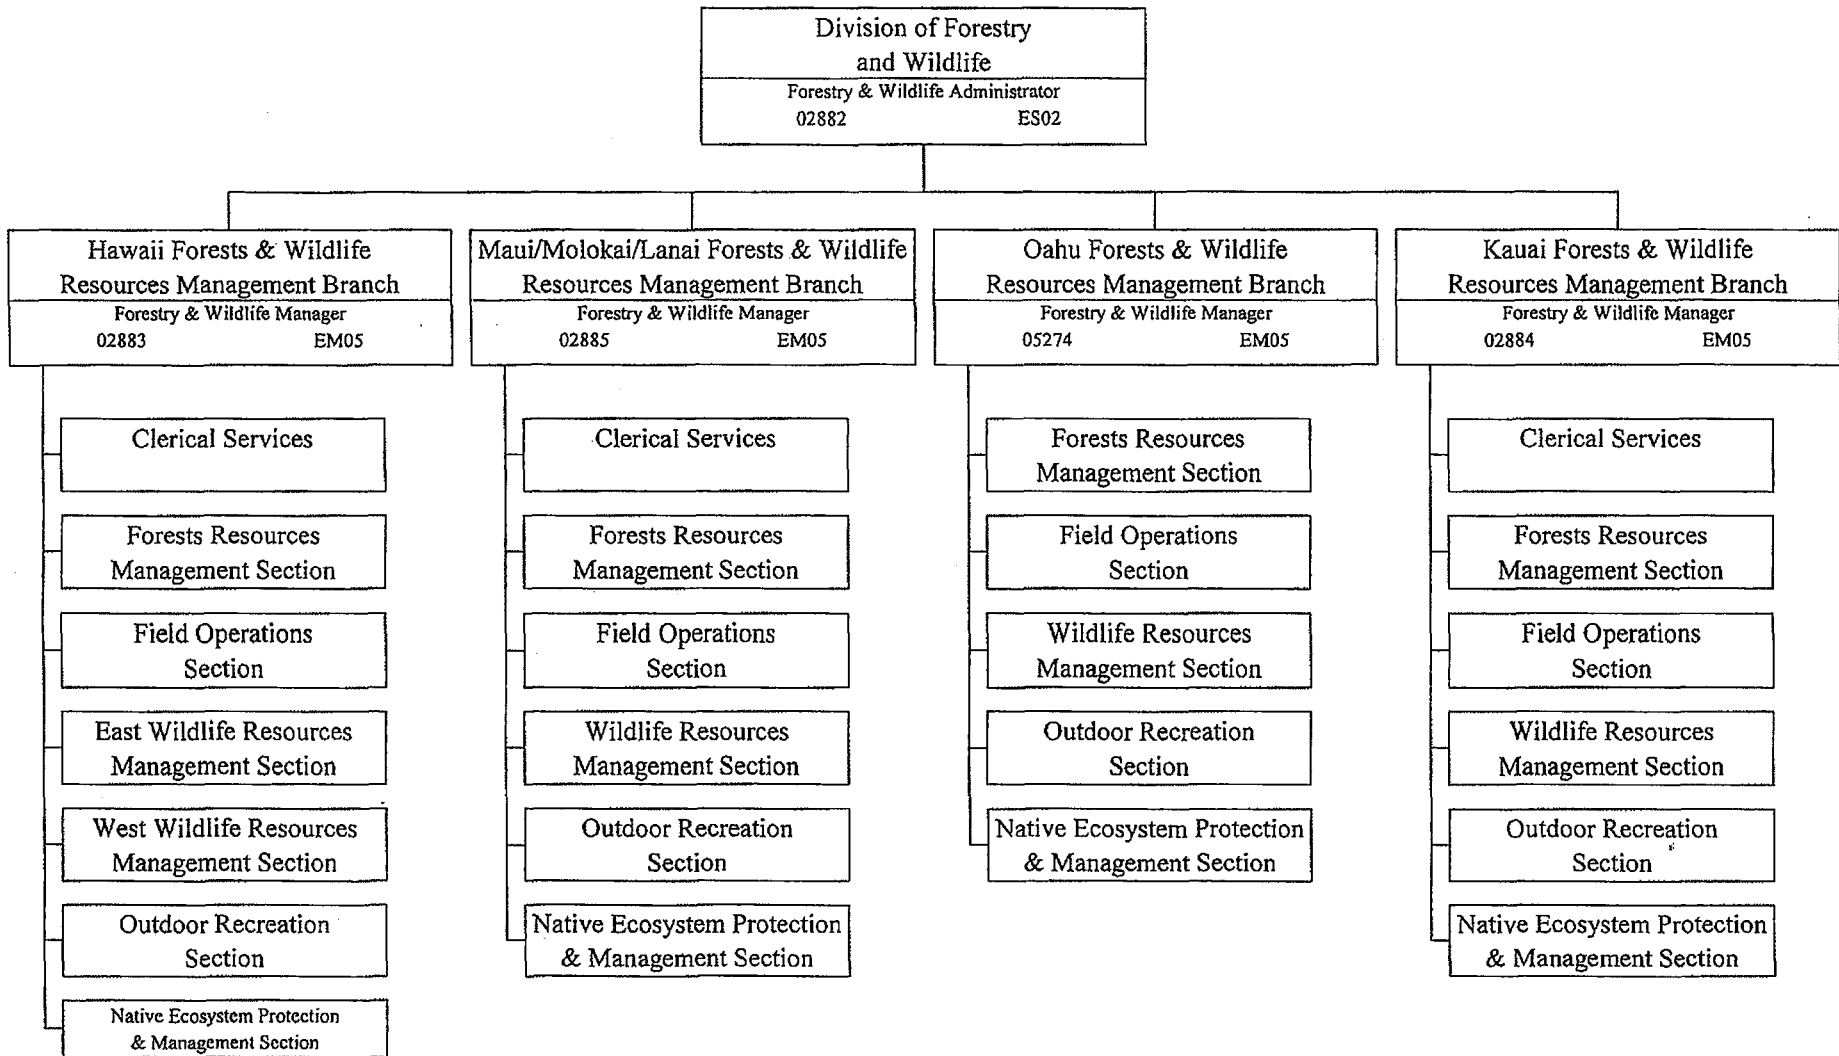 Division of Forestry
and Wildlife
Forestry & Wildlife Administrator
02882 ES02
Hawaii Forests & Wildlife
Resources Management Branch
Forestry & Wildlife Manager
02883 EM05
Clerical Services
Forests Resources
Management Section
Field Operations
Section
East Wildlife Resources
Management Section
West Wildlife Resources
Management Section
Outdoor Recreation
Section
Native Ecosystem Protection
& Management Section
Maui/Molokai/Lanai Forests & Wildlife
Resources Management Branch
Forestry & Wildlife Manager
02885 EM05
Clerical Services
Forests Resources
Management Section
Field Operations
Section
Wildlife Resources
Management Section
Outdoor Recreation
Section
Native Ecosystem Protection
& Management Section
Oahu Forests & Wildlife
Resources Management Branch
Forestry & Wildlife Manager
05274 EM05
Forests Resources
Management Section
Field Operations
Section
Wildlife Resources
Management Section
Outdoor Recreation
Section
Native Ecosystem Protection
& Management Section
Kauai Forests & Wildlife
Resources Management Branch
Forestry & Wildlife Manager
02884 EM05
Clerical Services
Forests Resources
Management Section
Field Operations
Section
Wildlife Resources
Management Section
Outdoor Recreation
Section
Native Ecosystem Protection
& Management Section